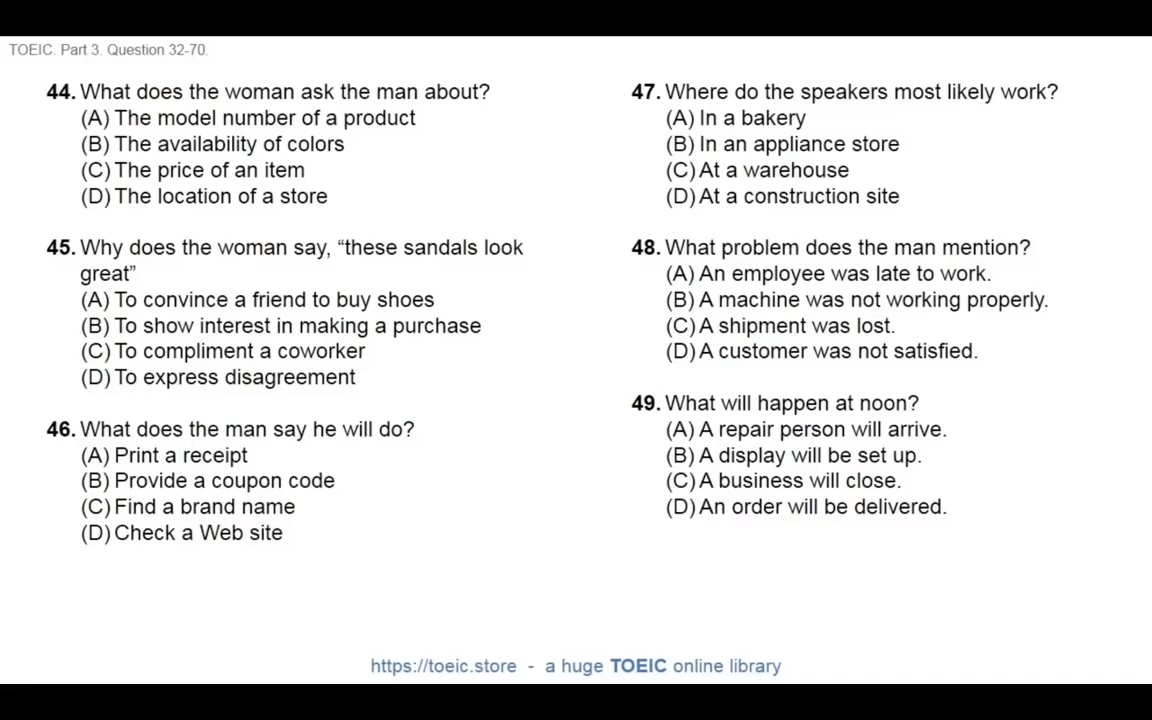 TOEIC. Part 3. Question 32-70.
44. What does the woman ask the man about?
(A) The model number of a product
(B) The availability of colors
(C) The price of an item
(D) The location of a store
45. Why does the woman say, “these sandals look
great”
(A) To convince a friend to buy shoes
(B) To show interest in making a purchase
(C) To compliment a coworker
(D) To express disagreement
46. What does the man say he will do?
(A) Print a receipt
(B) Provide a coupon code
(C) Find a brand name
(D) Check a Web site
47. Where do the speakers most likely work?
(A) In a bakery
(B) In an appliance store
(C) At a warehouse
(D) At a construction site
48. What problem does the man mention?
(A) An employee was late to work.
(B) A machine was not working properly.
(C) A shipment was lost.
(D) A customer was not satisfied.
49. What will happen at noon?
(A) A repair person will arrive.
(B) A display will be set up.
(C) A business will close.
(D) An order will be delivered.
https://toeic.store - a huge TOEIC online library